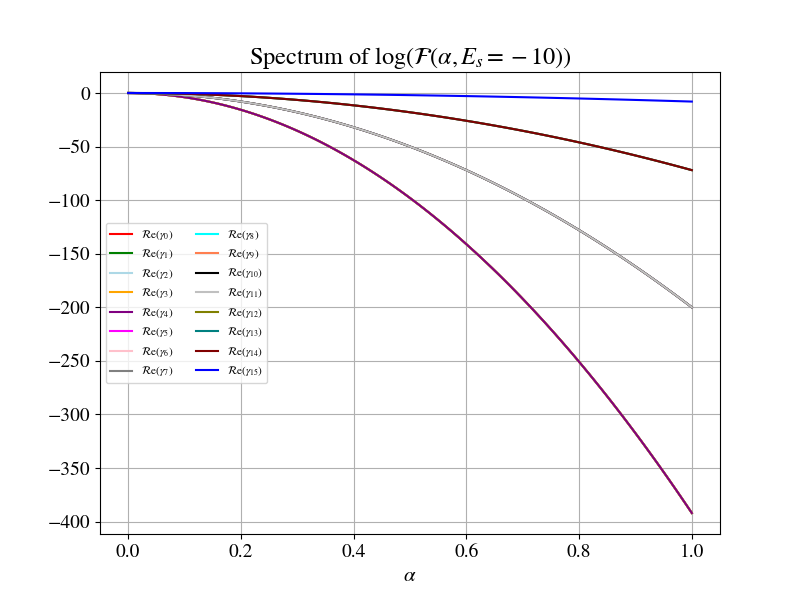 Spectrum of log(ℱ(α, E_s = −10))
0
−50
−100
−150
−200
−250
−300
−350
−400
ℛe(γ₀) ℛe(γ₈)
ℛe(γ₁) ℛe(γ₉)
ℛe(γ₂) ℛe(γ₁₀)
ℛe(γ₃) ℛe(γ₁₁)
ℛe(γ₄) ℛe(γ₁₂)
ℛe(γ₅) ℛe(γ₁₃)
ℛe(γ₆) ℛe(γ₁₄)
ℛe(γ₇) ℛe(γ₁₅)
0.0 0.2 0.4 0.6 0.8 1.0
α